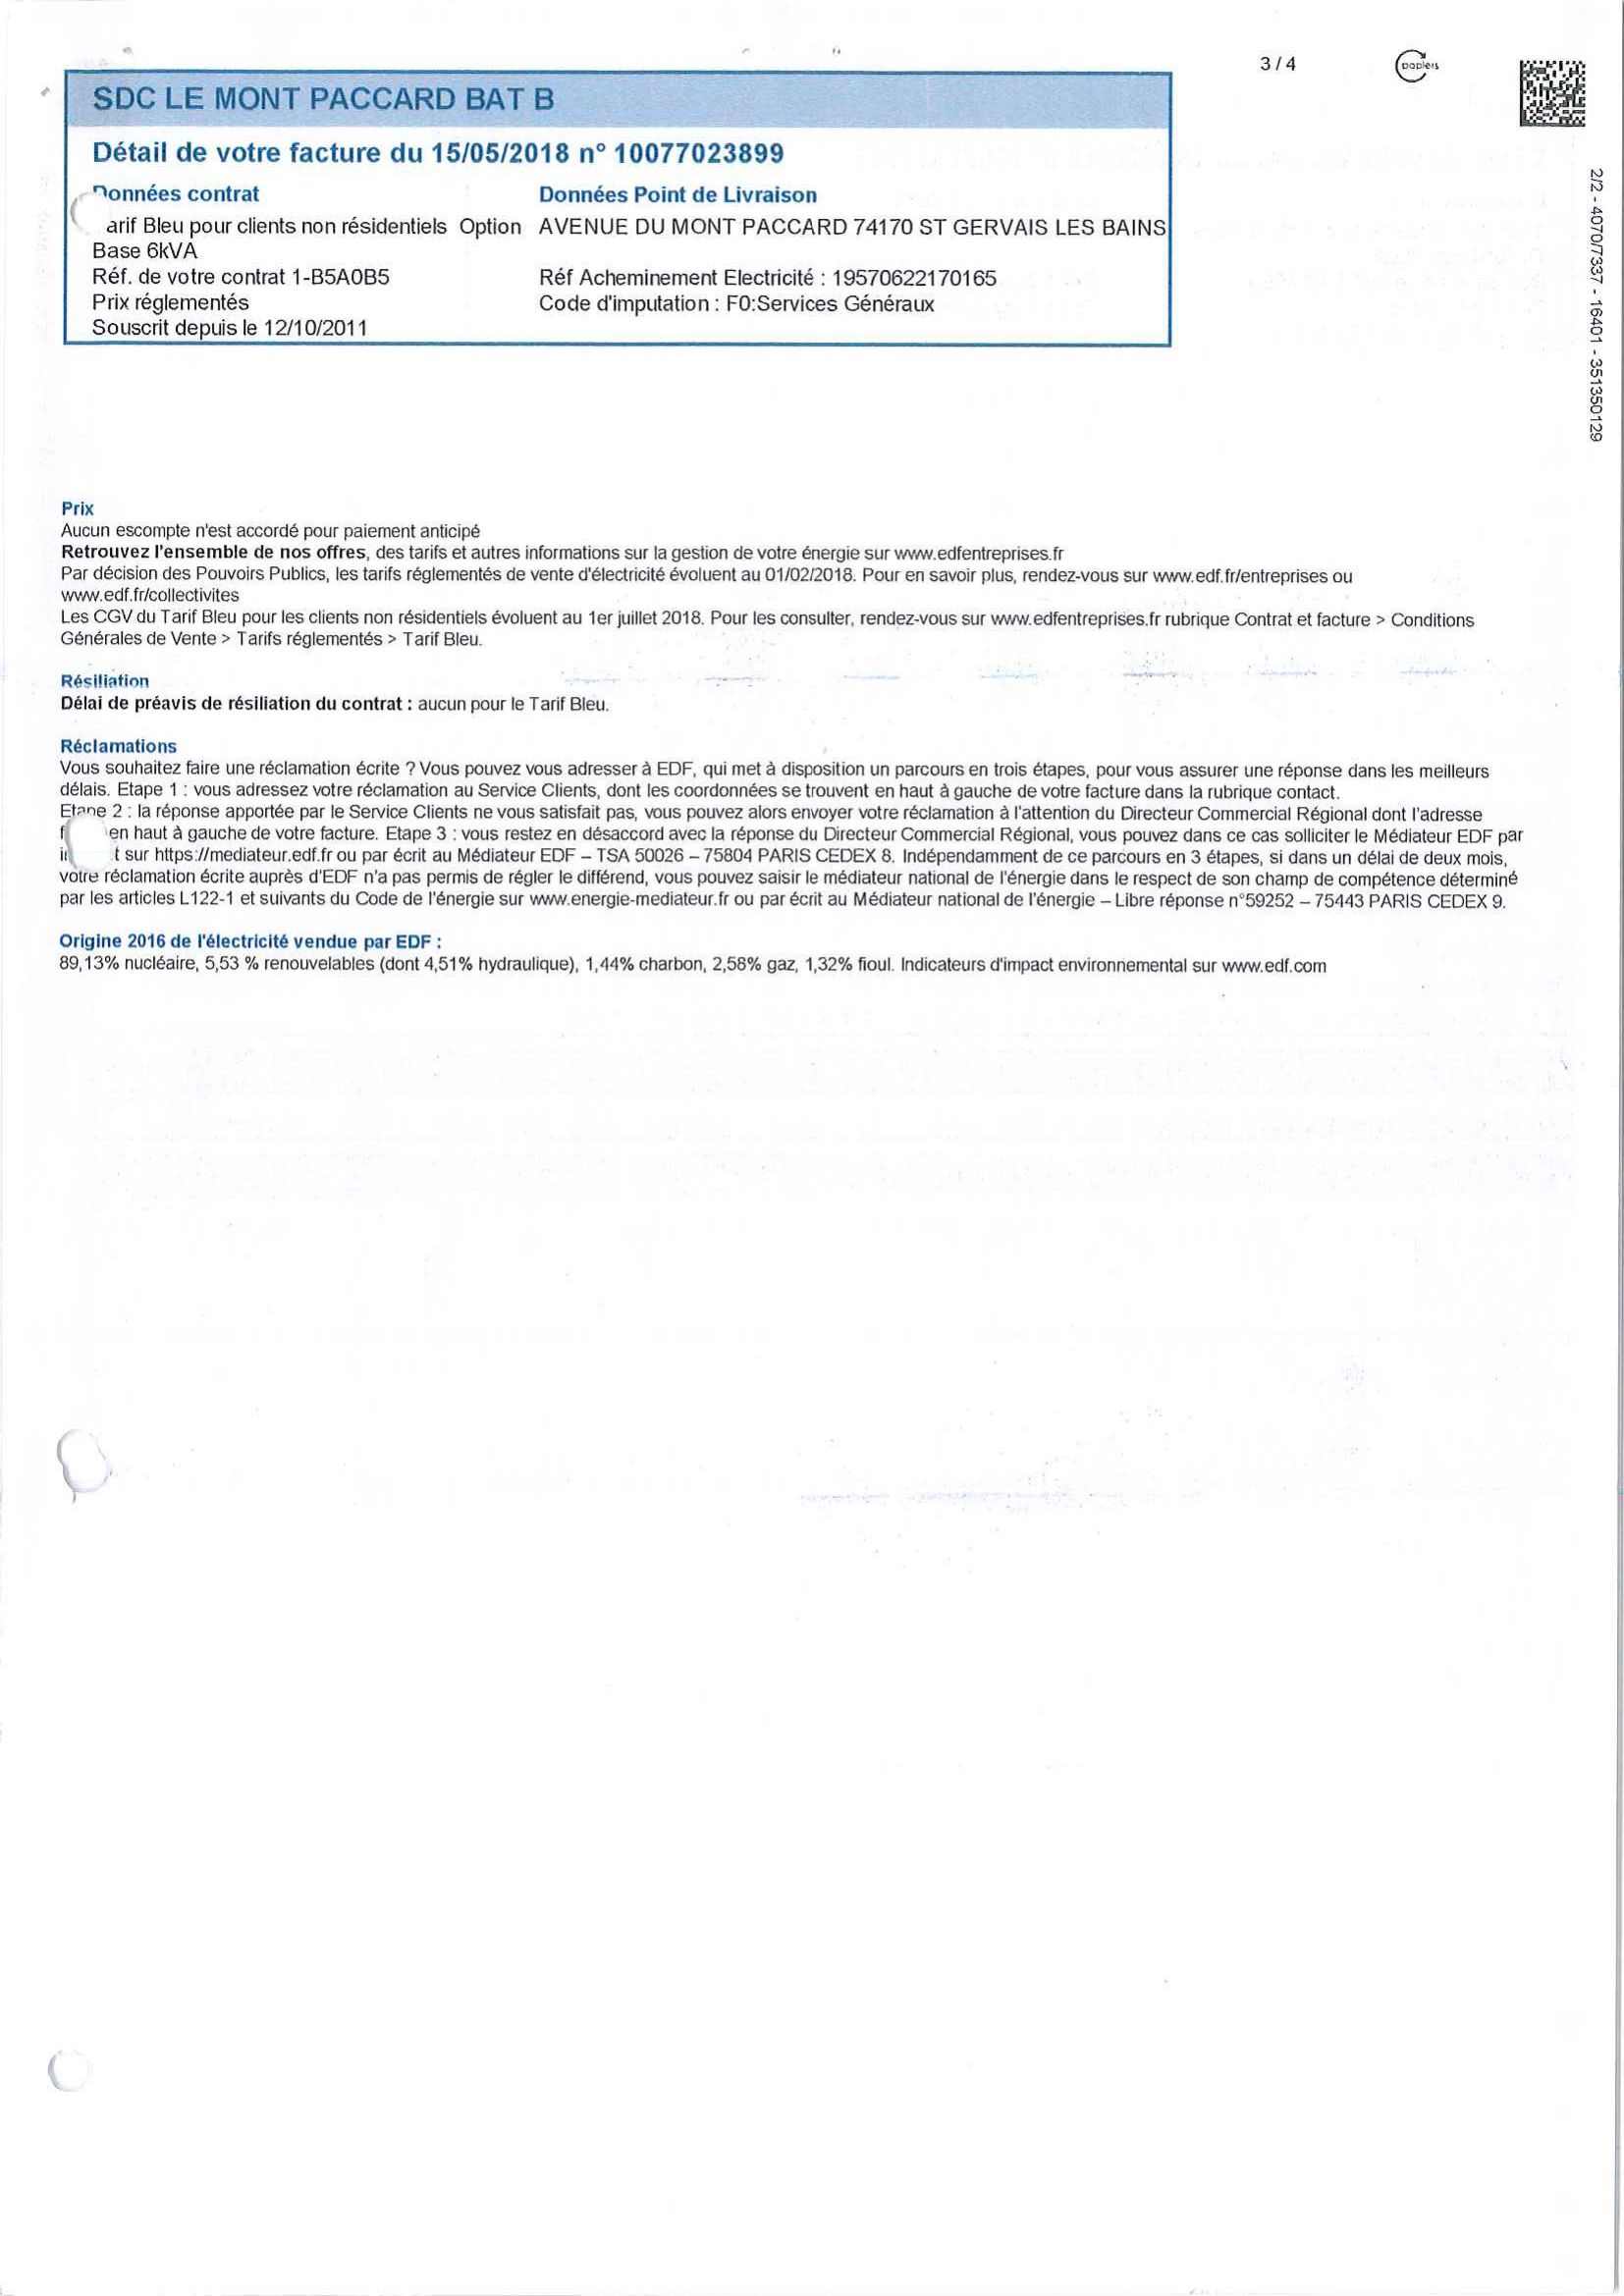 3 / 4
papiers
SDC LE MONT PACCARD BAT B
Détail de votre facture du 15/05/2018 n° 10077023899
Données contrat
arif Bleu pour clients non résidentiels Option
Base 6kVA
Réf. de votre contrat 1-B5A0B5
Prix réglementés
Souscrit depuis le 12/10/2011
Données Point de Livraison
AVENUE DU MONT PACCARD 74170 ST GERVAIS LES BAINS
Réf Acheminement Electricité : 19570622170165
Code d'imputation : F0:Services Généraux
2/2 - 4070/7337 - 16401 - 351350129
Prix
Aucun escompte n'est accordé pour paiement anticipé
Retrouvez l'ensemble de nos offres, des tarifs et autres informations sur la gestion de votre énergie sur www.edfentreprises.fr
Par décision des Pouvoirs Publics, les tarifs réglementés de vente d'électricité évoluent au 01/02/2018. Pour en savoir plus, rendez-vous sur www.edf.fr/entreprises ou
www.edf.fr/collectivites
Les CGV du Tarif Bleu pour les clients non résidentiels évoluent au 1er juillet 2018. Pour les consulter, rendez-vous sur www.edfentreprises.fr rubrique Contrat et facture > Conditions
Générales de Vente > Tarifs réglementés > Tarif Bleu.
Résiliation
Délai de préavis de résiliation du contrat : aucun pour le Tarif Bleu.
Réclamations
Vous souhaitez faire une réclamation écrite ? Vous pouvez vous adresser à EDF, qui met à disposition un parcours en trois étapes, pour vous assurer une réponse dans les meilleurs
délais. Etape 1 : vous adressez votre réclamation au Service Clients, dont les coordonnées se trouvent en haut à gauche de votre facture dans la rubrique contact.
Etape 2 : la réponse apportée par le Service Clients ne vous satisfait pas, vous pouvez alors envoyer votre réclamation à l'attention du Directeur Commercial Régional dont l'adresse
en haut à gauche de votre facture. Etape 3 : vous restez en désaccord avec la réponse du Directeur Commercial Régional, vous pouvez dans ce cas solliciter le Médiateur EDF par
t sur https://mediateur.edf.fr ou par écrit au Médiateur EDF – TSA 50026 – 75804 PARIS CEDEX 8. Indépendamment de ce parcours en 3 étapes, si dans un délai de deux mois,
votre réclamation écrite auprès d'EDF n'a pas permis de régler le différend, vous pouvez saisir le médiateur national de l'énergie dans le respect de son champ de compétence déterminé
par les articles L122-1 et suivants du Code de l'énergie sur www.energie-mediateur.fr ou par écrit au Médiateur national de l'énergie – Libre réponse n°59252 – 75443 PARIS CEDEX 9.
Origine 2016 de l'électricité vendue par EDF :
89,13% nucléaire, 5,53 % renouvelables (dont 4,51% hydraulique), 1,44% charbon, 2,58% gaz, 1,32% fioul. Indicateurs d'impact environnemental sur www.edf.com